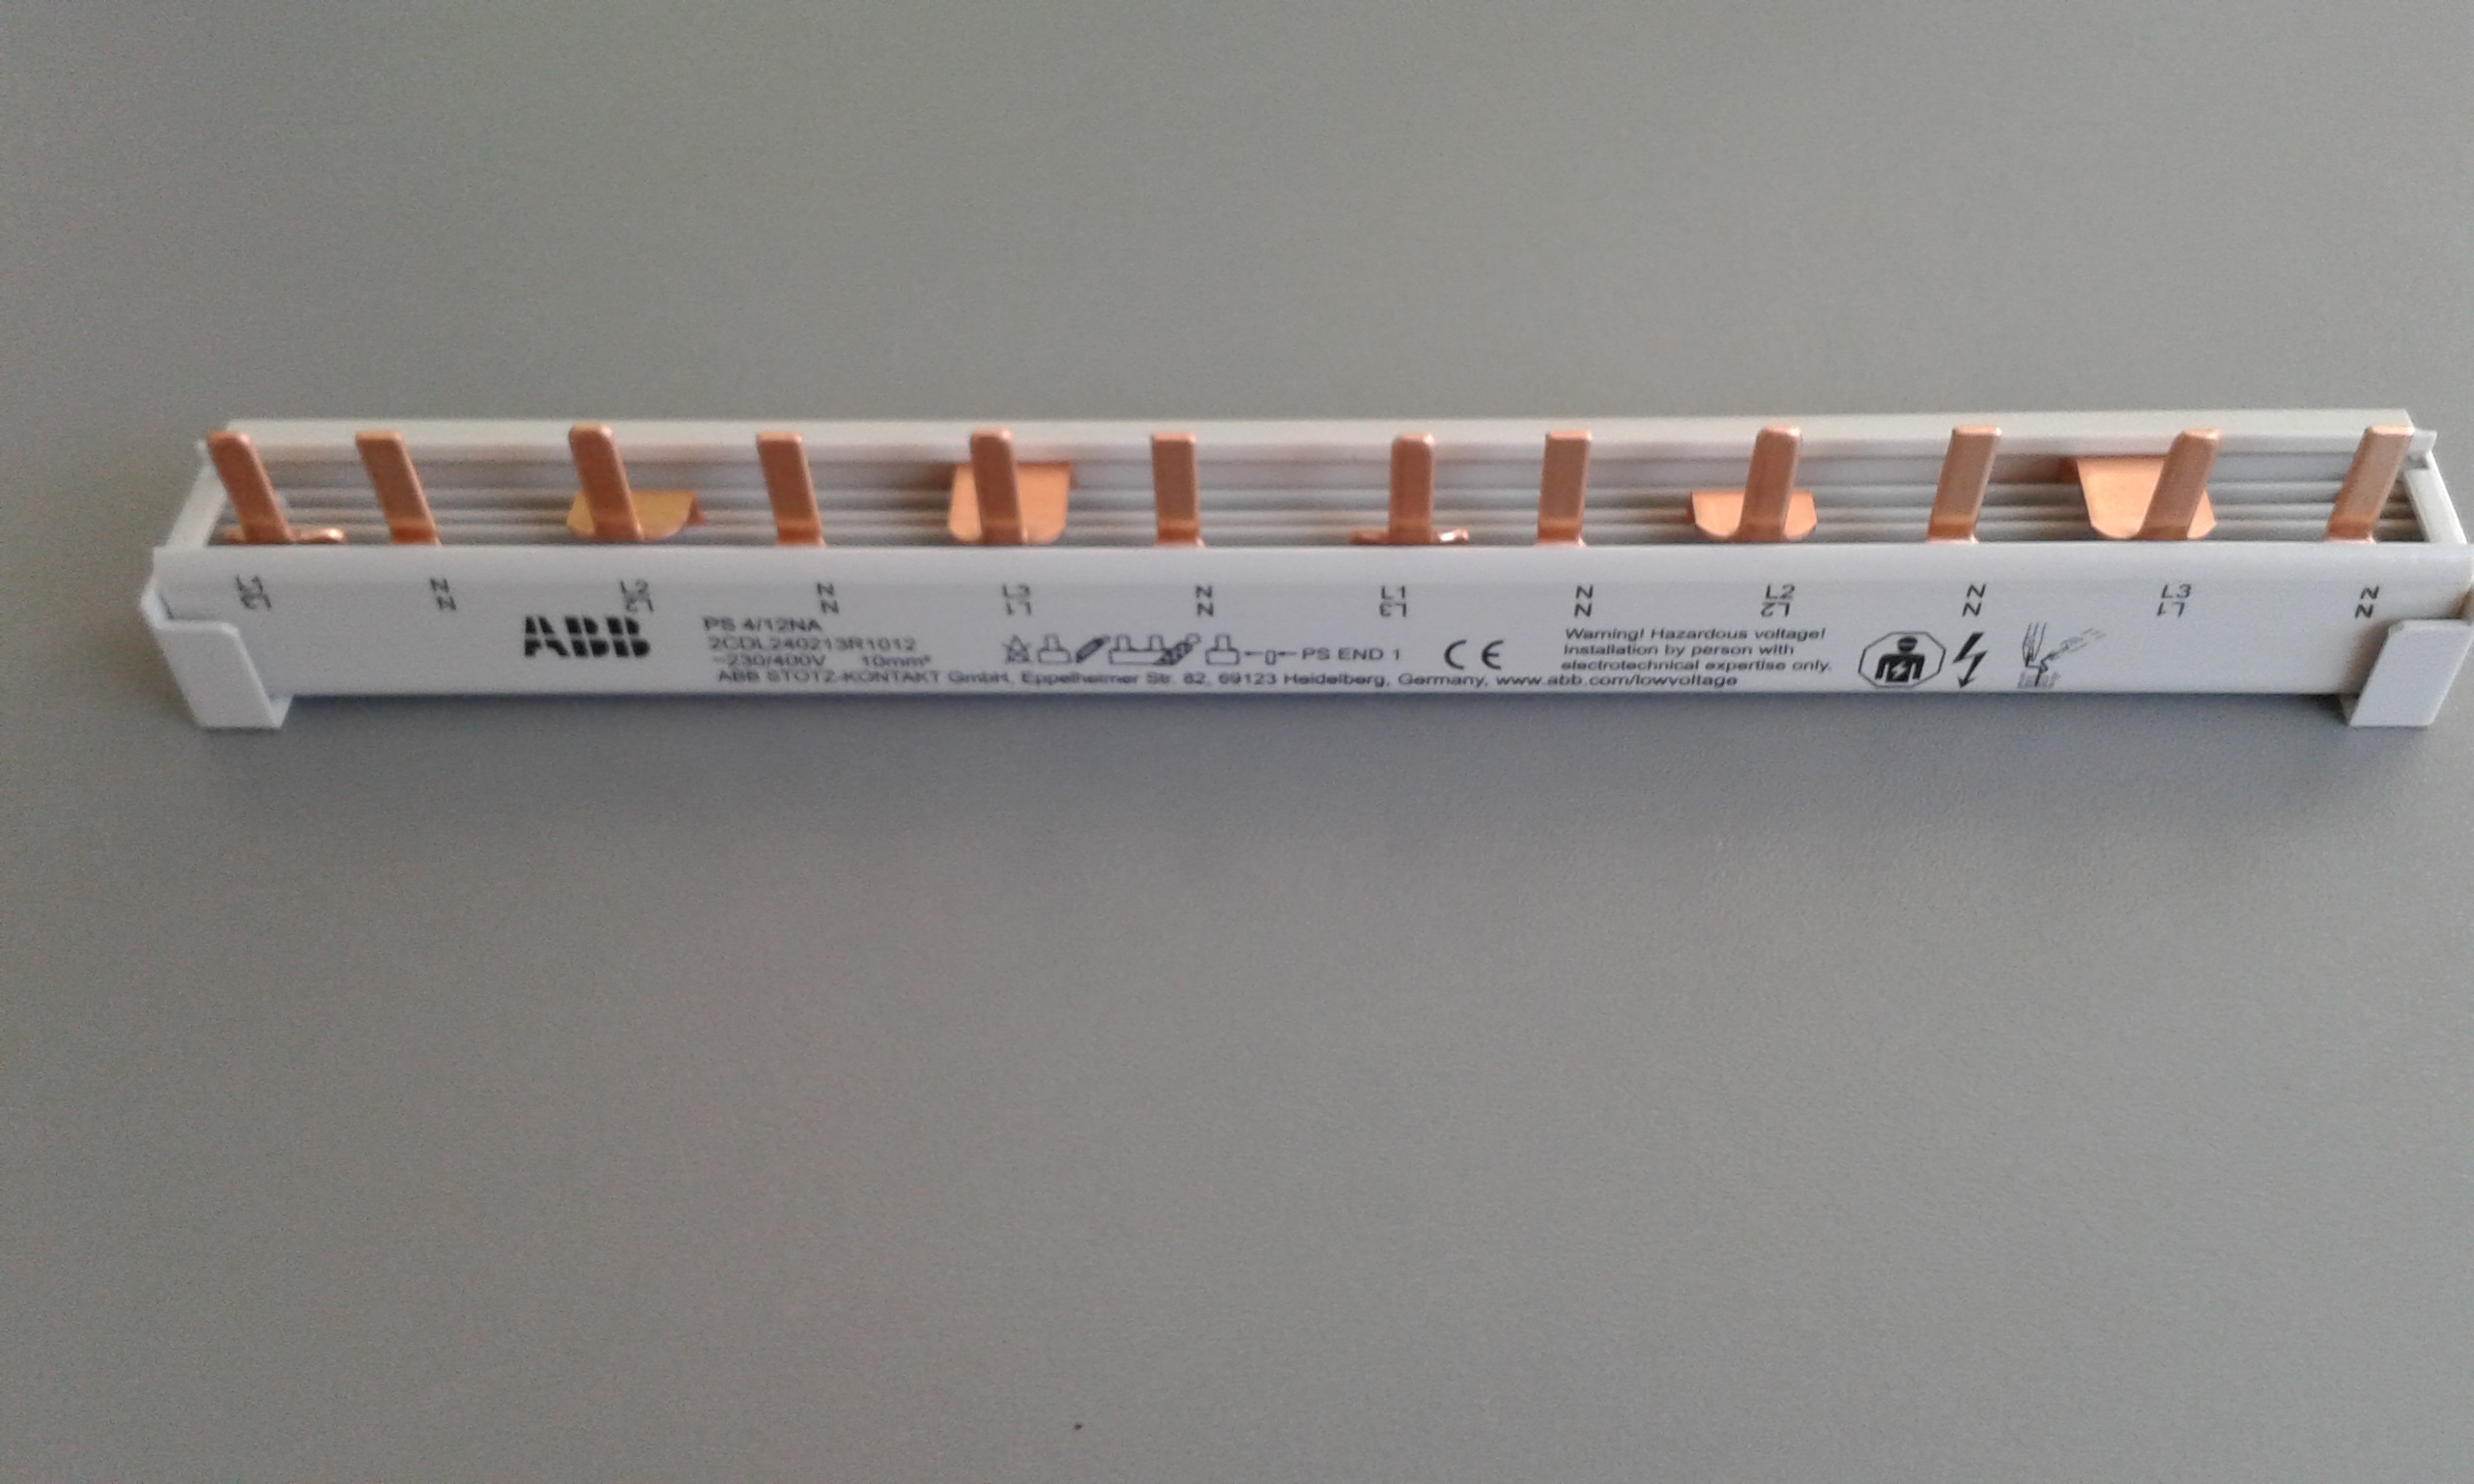 L1 N L2 N L3 N L1 N L2 N L3 N
L3 N L2 N L1 N L3 N L2 N L1 N
ABB
PS 4/12NA
2CDL240213R1012
~230/400V 10mm²
ABB STOTZ-KONTAKT GmbH, Eppelheimer Str. 82, 69123 Heidelberg, Germany, www.abb.com/lowvoltage
PS END 1
CE
Warning! Hazardous voltage!
Installation by person with
electrotechnical expertise only.